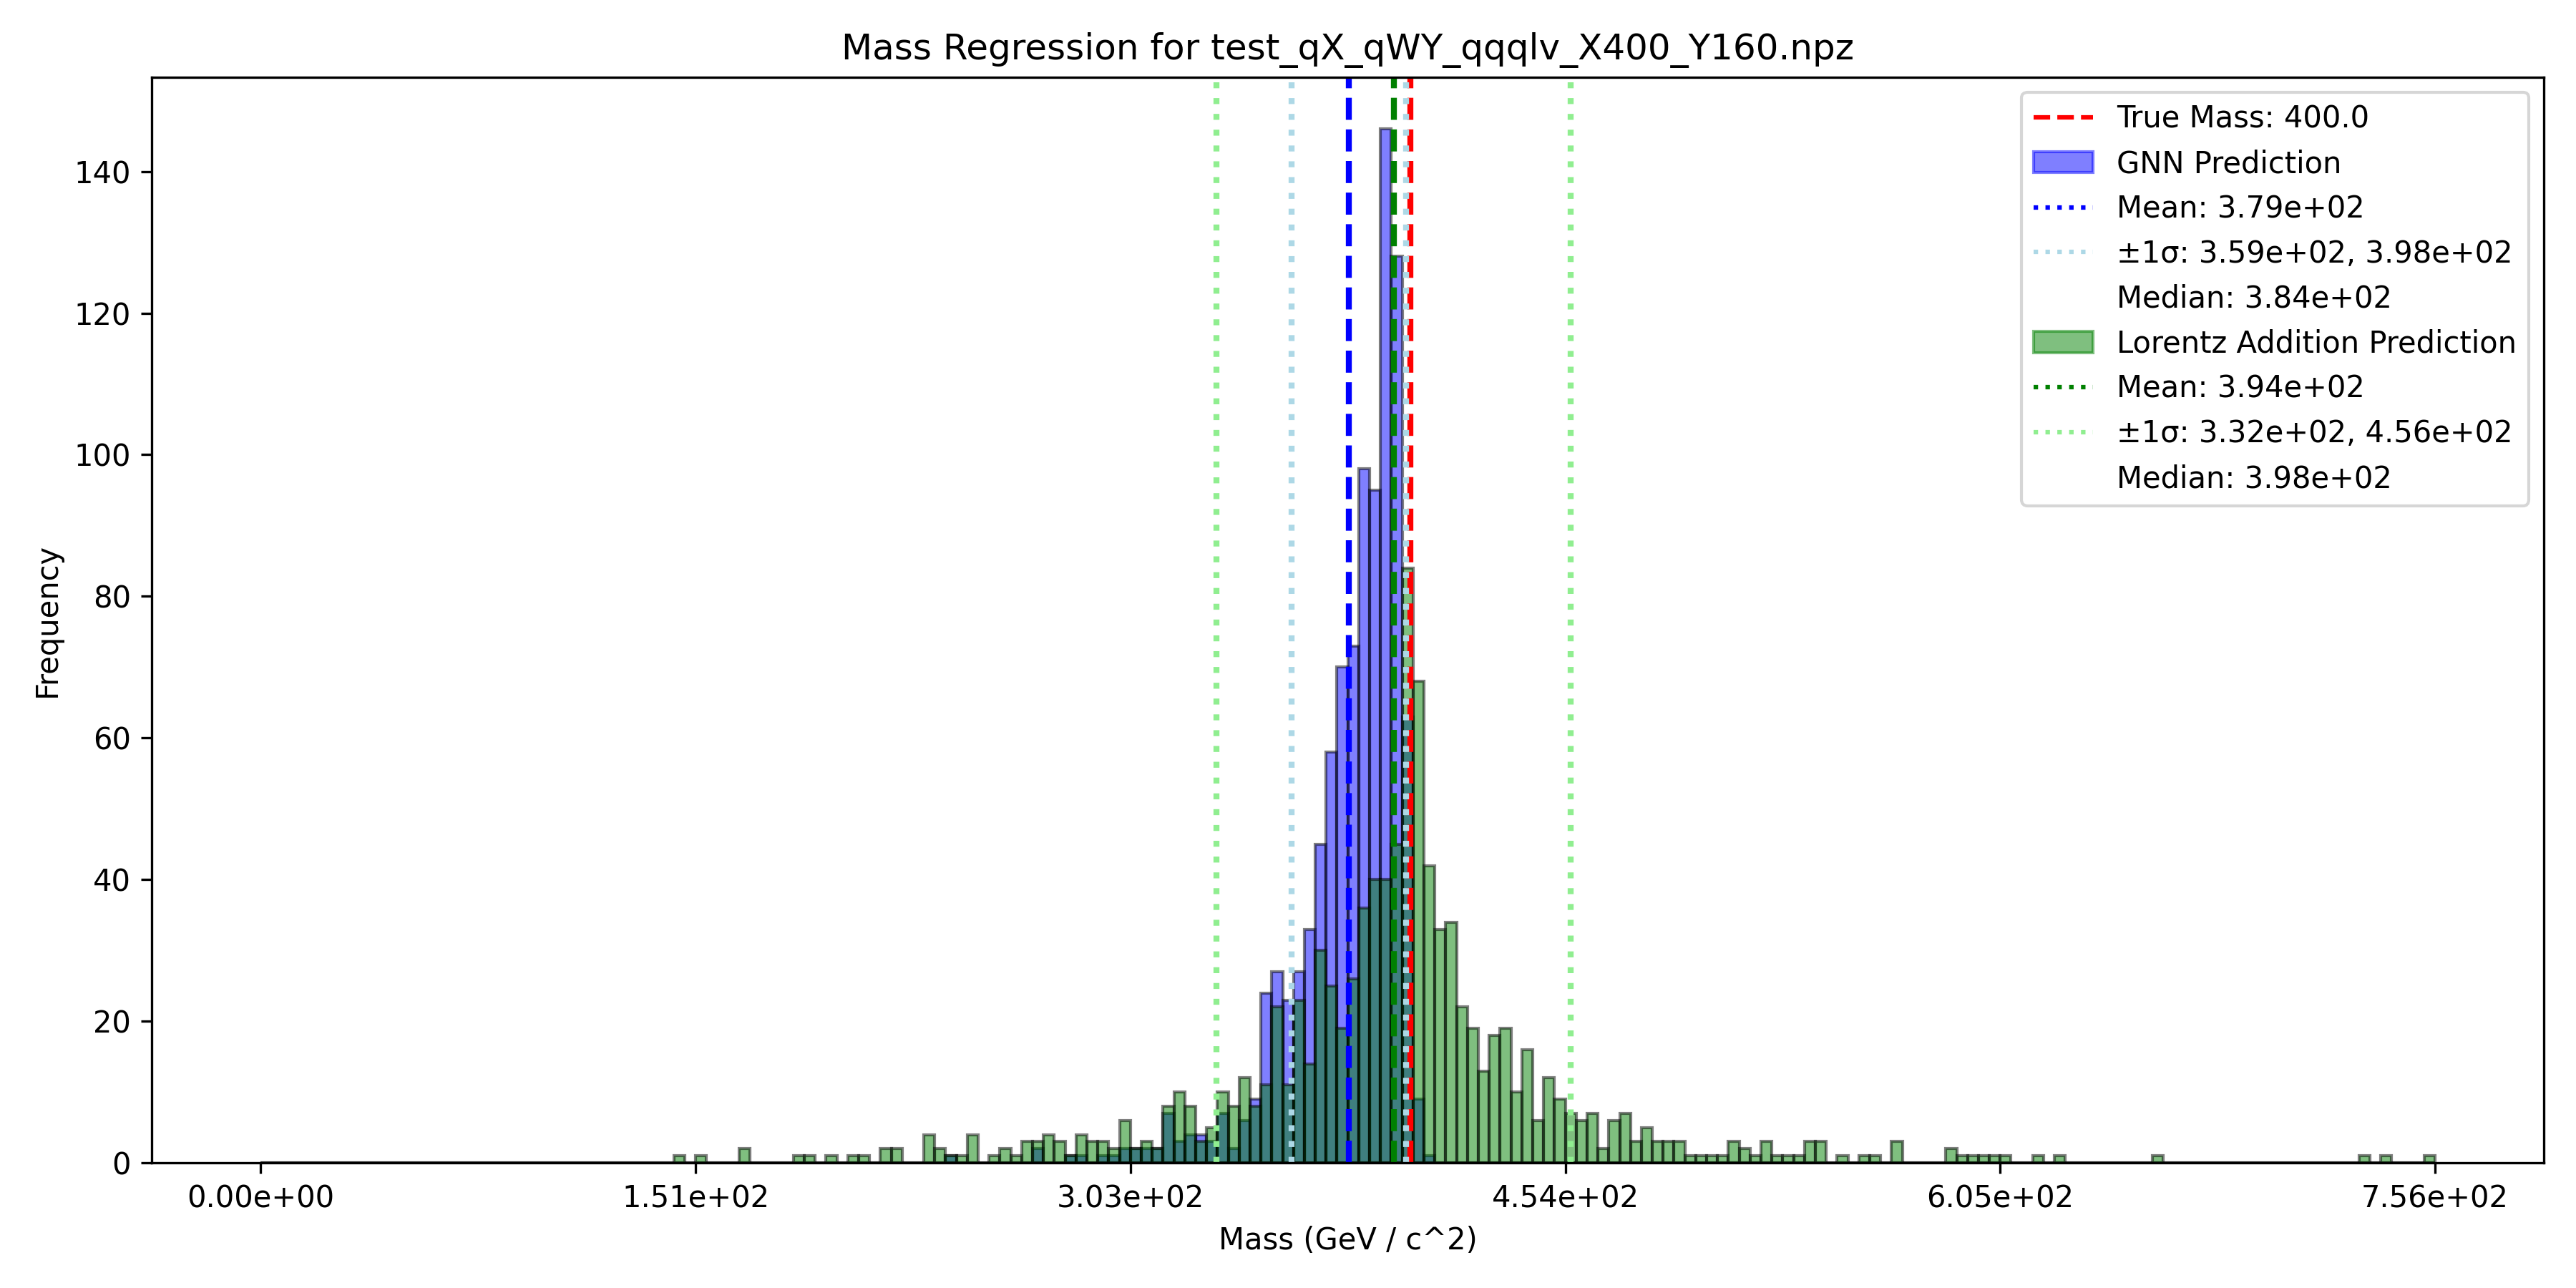 Mass Regression for test_qX_qWY_qqqlv_X400_Y160.npz
True Mass: 400.0
GNN Prediction
Mean: 3.79e+02
±1σ: 3.59e+02, 3.98e+02
Median: 3.84e+02
Lorentz Addition Prediction
Mean: 3.94e+02
±1σ: 3.32e+02, 4.56e+02
Median: 3.98e+02
Frequency
140
120
100
80
60
40
20
0
0.00e+00 1.51e+02 3.03e+02 4.54e+02 6.05e+02 7.56e+02
Mass (GeV / c^2)